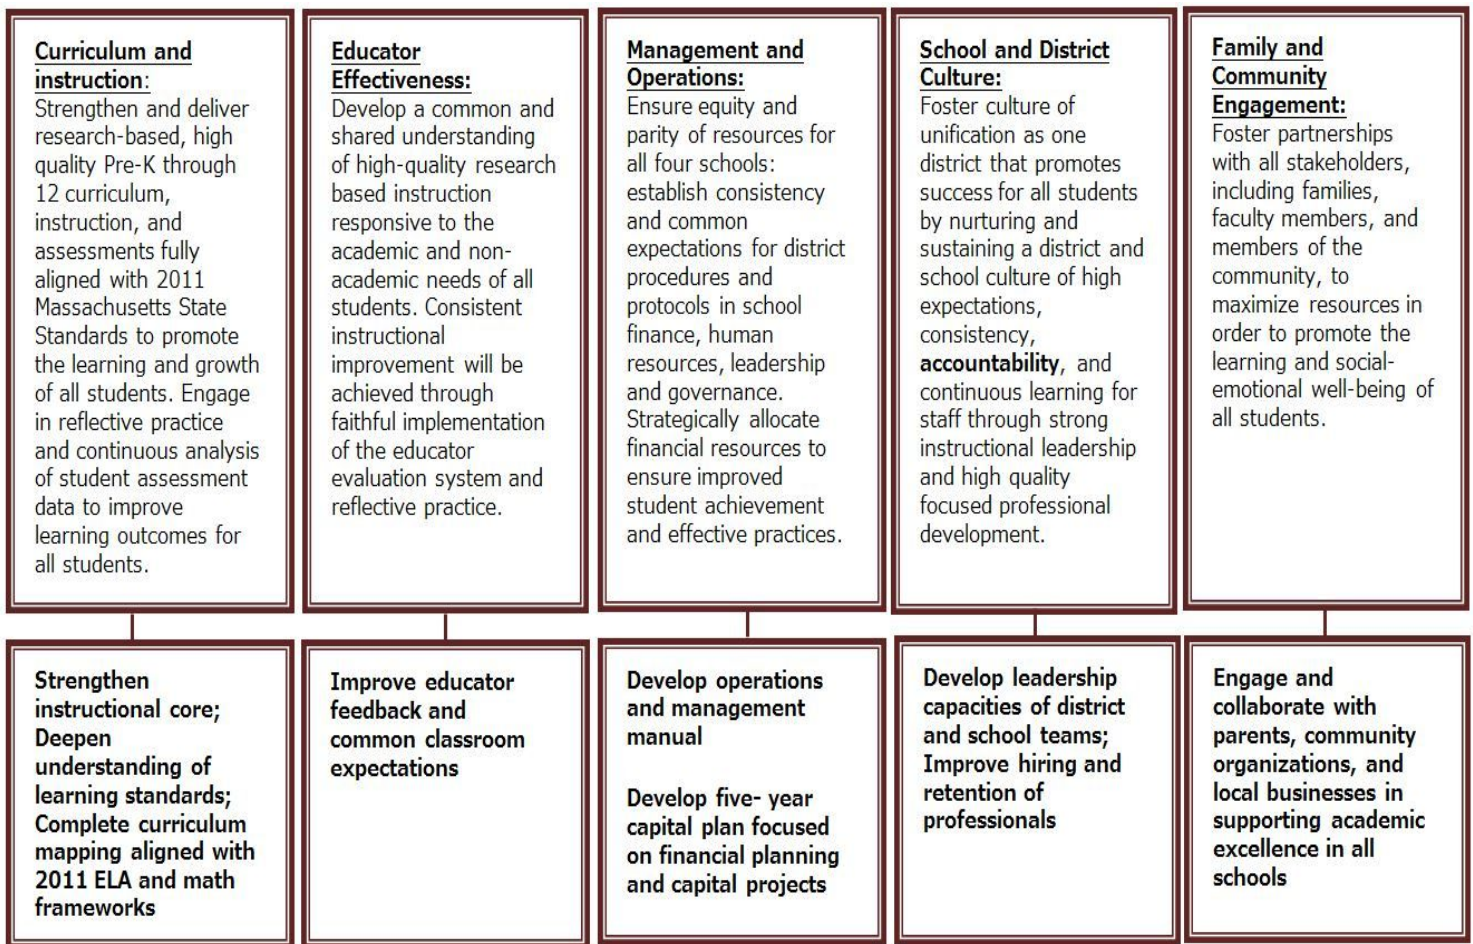 Curriculum and
instruction:
Strengthen and deliver
research-based, high
quality Pre-K through
12 curriculum,
instruction, and
assessments fully
aligned with 2011
Massachusetts State
Standards to promote
the learning and growth
of all students. Engage
in reflective practice
and continuous analysis
of student assessment
data to improve
learning outcomes for
all students.
Educator
Effectiveness:
Develop a common and
shared understanding
of high-quality research
based instruction
responsive to the
academic and non-
academic needs of all
students. Consistent
instructional
improvement will be
achieved through
faithful implementation
of the educator
evaluation system and
reflective practice.
Management and
Operations:
Ensure equity and
parity of resources for
all four schools:
establish consistency
and common
expectations for district
procedures and
protocols in school
finance, human
resources, leadership
and governance.
Strategically allocate
financial resources to
ensure improved
student achievement
and effective practices.
School and District
Culture:
Foster culture of
unification as one
district that promotes
success for all students
by nurturing and
sustaining a district and
school culture of high
expectations,
consistency,
accountability, and
continuous learning for
staff through strong
instructional leadership
and high quality
focused professional
development.
Family and
Community
Engagement:
Foster partnerships
with all stakeholders,
including families,
faculty members, and
members of the
community, to
maximize resources in
order to promote the
learning and social-
emotional well-being of
all students.
Strengthen
instructional core;
Deepen
understanding of
learning standards;
Complete curriculum
mapping aligned with
2011 ELA and math
frameworks
Improve educator
feedback and
common classroom
expectations
Develop operations
and management
manual
Develop five- year
capital plan focused
on financial planning
and capital projects
Develop leadership
capacities of district
and school teams;
Improve hiring and
retention of
professionals
Engage and
collaborate with
parents, community
organizations, and
local businesses in
supporting academic
excellence in all
schools